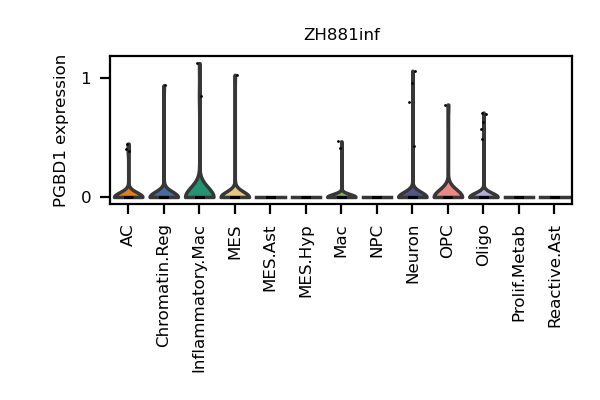 ZH881inf
PGBD1 expression
1
0
AC
Chromatin.Reg
Inflammatory.Mac
MES
MES.Ast
MES.Hyp
Mac
NPC
Neuron
OPC
Oligo
Prolif.Metab
Reactive.Ast